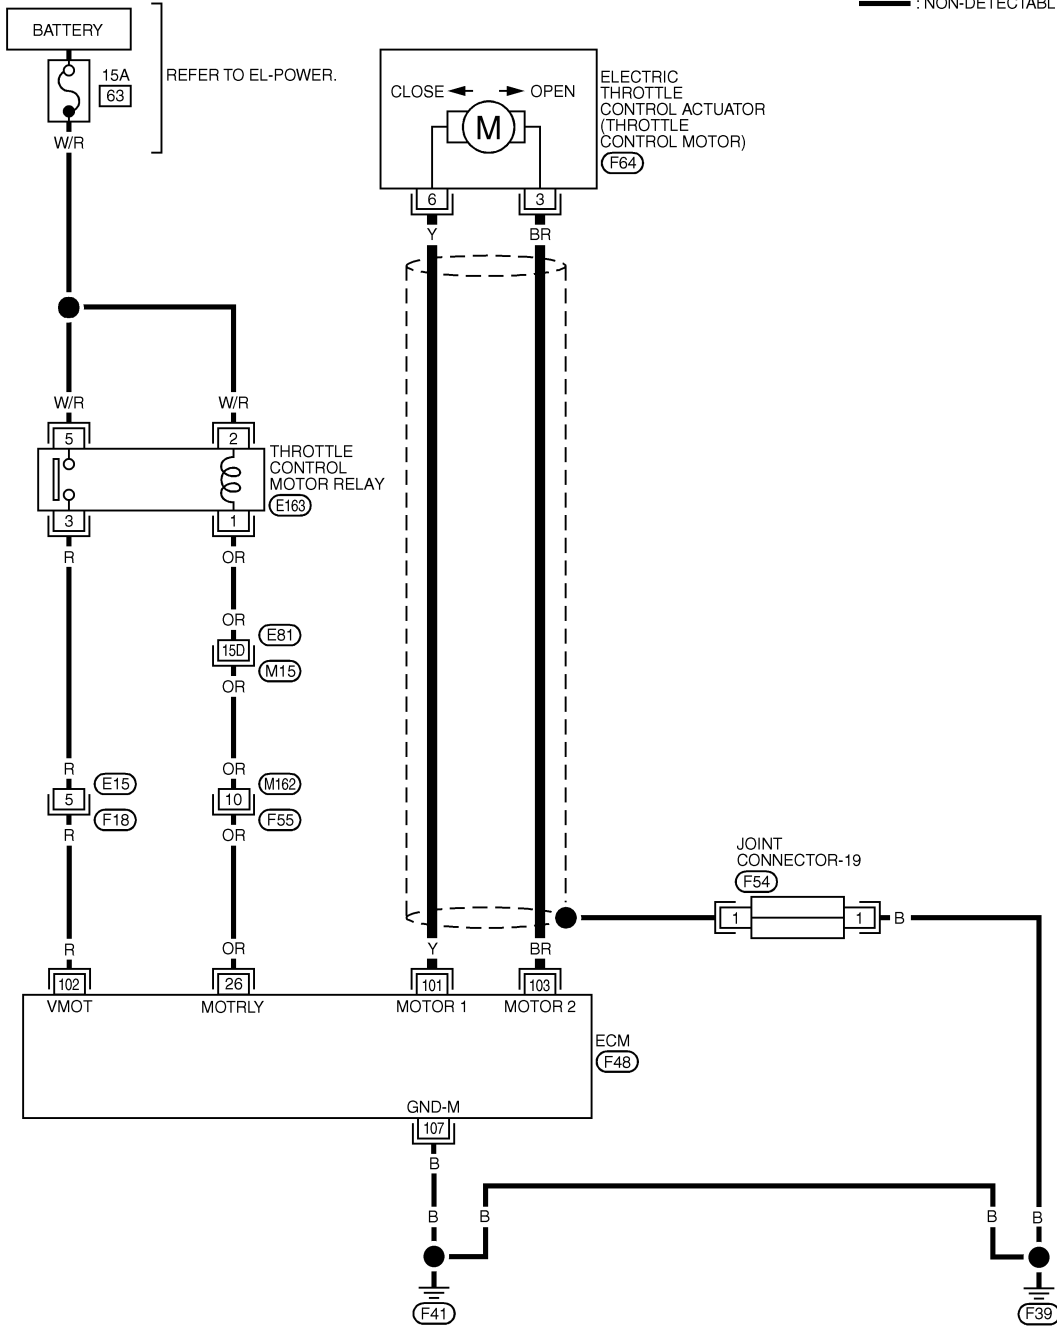 : NON-DETECTABL
BATTERY
15A
63
REFER TO EL-POWER.
W/R
CLOSE
OPEN
M
ELECTRIC
THROTTLE
CONTROL ACTUATOR
(THROTTLE
CONTROL MOTOR)
F64
6
3
Y
BR
W/R
W/R
5
2
THROTTLE
CONTROL
MOTOR RELAY
E163
3
1
R
OR
OR
E81
15D
M15
OR
R
OR
E15
M162
5
10
F18
F55
R
OR
JOINT
CONNECTOR-19
F54
1
1
B
R
OR
Y
BR
102
26
101
103
VMOT
MOTRLY
MOTOR 1
MOTOR 2
ECM
F48
GND-M
107
B
B
B
B
B
F41
F39